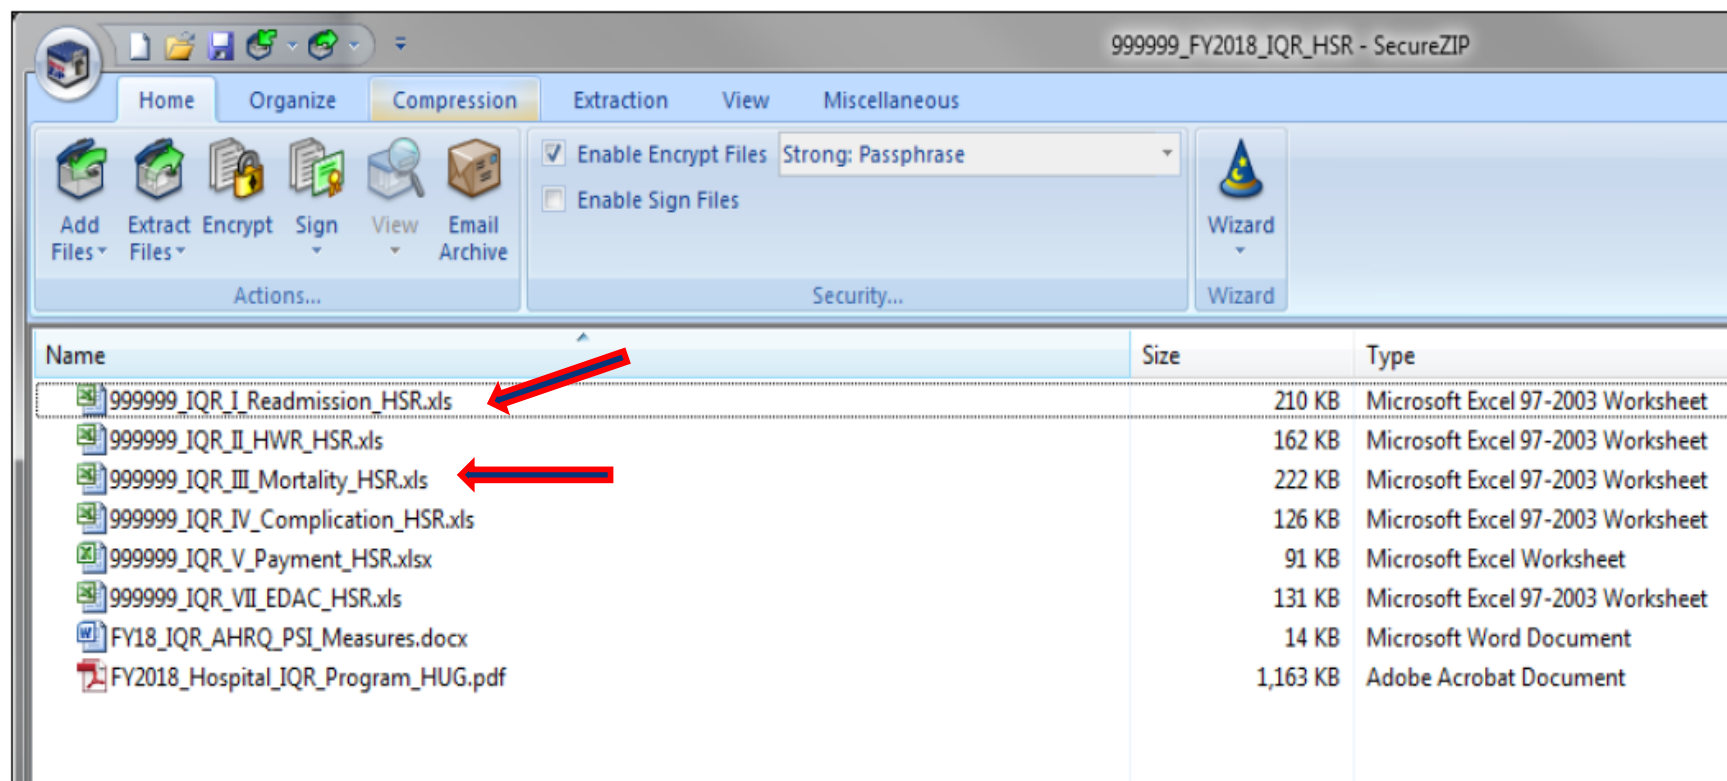 999999_FY2018_IQR_HSR - SecureZIP
Home Organize Compression Extraction View Miscellaneous
Add Files Extract Files Encrypt Sign View Email Archive
Enable Encrypt Files Strong: Passphrase
Enable Sign Files
Wizard
Actions... Security... Wizard
Name Size Type
999999_IQR_I_Readmission_HSR.xls 210 KB Microsoft Excel 97-2003 Worksheet
999999_IQR_II_HWR_HSR.xls 162 KB Microsoft Excel 97-2003 Worksheet
999999_IQR_III_Mortality_HSR.xls 222 KB Microsoft Excel 97-2003 Worksheet
999999_IQR_IV_Complication_HSR.xls 126 KB Microsoft Excel 97-2003 Worksheet
999999_IQR_V_Payment_HSR.xlsx 91 KB Microsoft Excel Worksheet
999999_IQR_VII_EDAC_HSR.xls 131 KB Microsoft Excel 97-2003 Worksheet
FY18_IQR_AHRQ_PSI_Measures.docx 14 KB Microsoft Word Document
FY2018_Hospital_IQR_Program_HUG.pdf 1,163 KB Adobe Acrobat Document